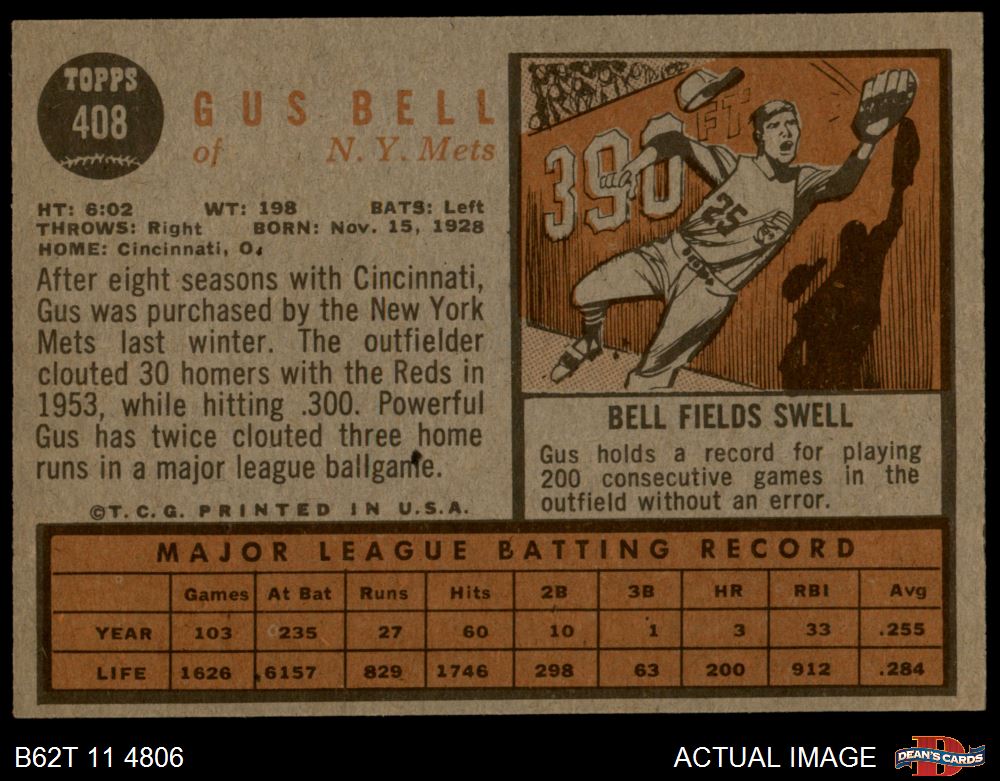 TOPPS
408
GUS BELL
of N. Y. Mets
HT: 6:02 WT: 198 BATS: Left
THROWS: Right BORN: Nov. 15, 1928
HOME: Cincinnati, O.
After eight seasons with Cincinnati,
Gus was purchased by the New York
Mets last winter. The outfielder
clouted 30 homers with the Reds in
1953, while hitting .300. Powerful
Gus has twice clouted three home
runs in a major league ballgame.
©T. C. G. PRINTED IN U.S.A.
390 FT
25
BELL FIELDS SWELL
Gus holds a record for playing
200 consecutive games in the
outfield without an error.
MAJOR LEAGUE BATTING RECORD
Games At Bat Runs Hits 2B 3B HR RBI Avg
YEAR 103 235 27 60 10 1 3 33 .255
LIFE 1626 6157 829 1746 298 63 200 912 .284
B62T 11 4806
ACTUAL IMAGE
DEAN'S CARDS